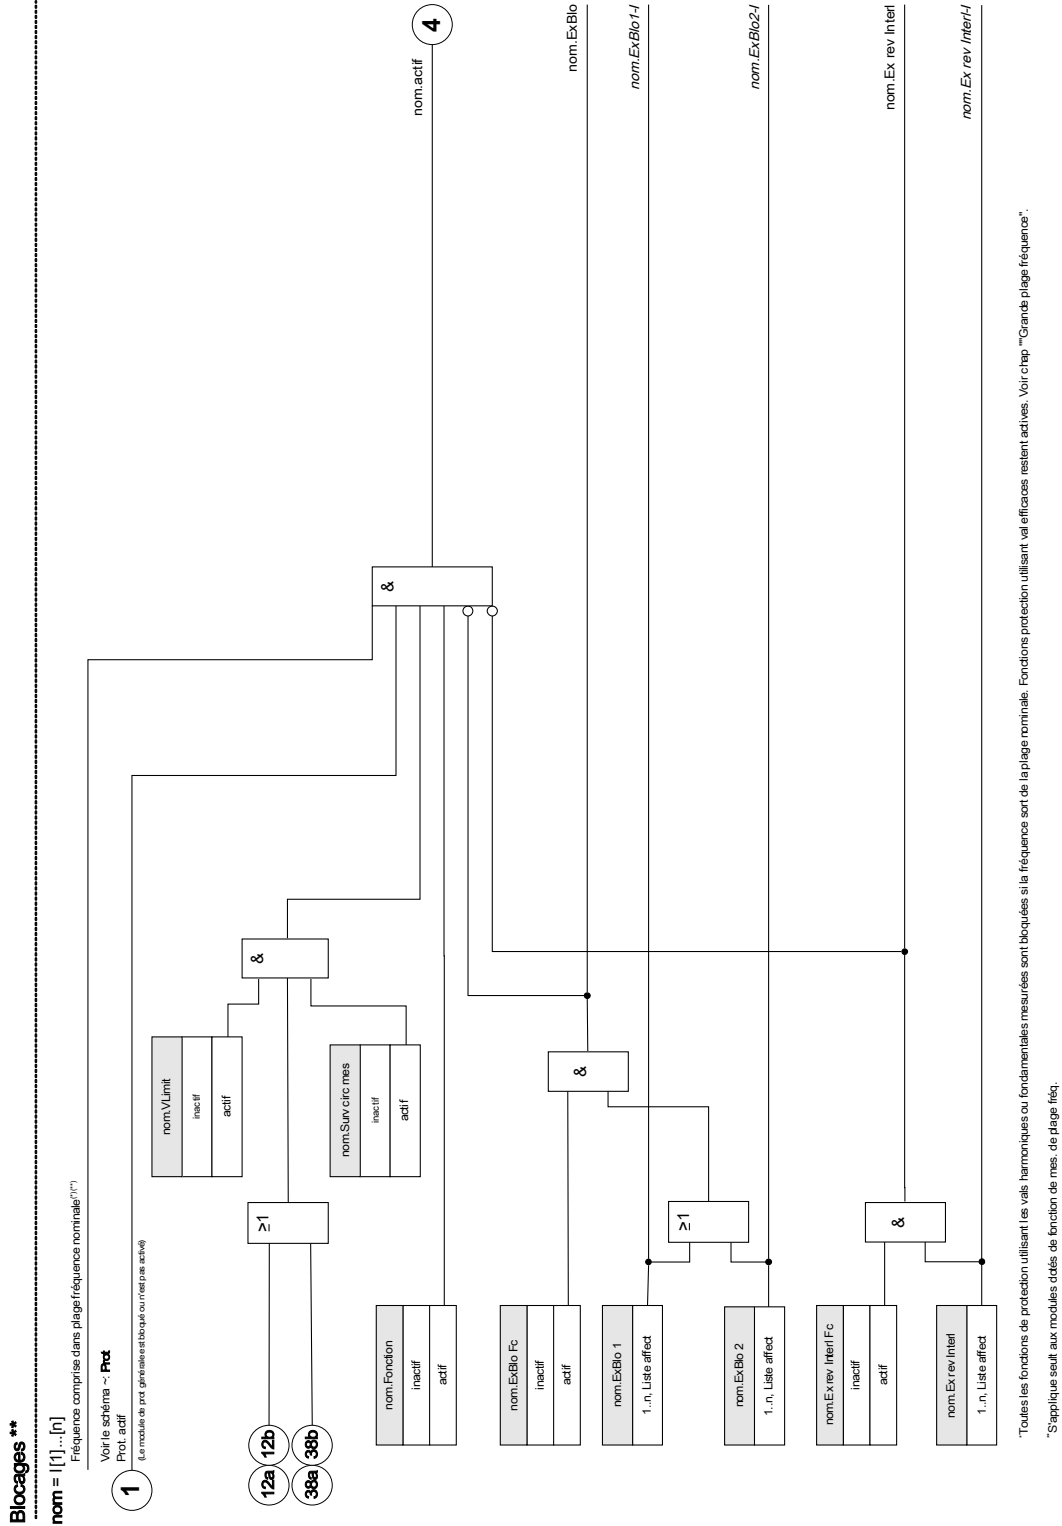 Blocages **
nom = I[1]...[n]
Fréquence comprise dans plage fréquence nominale(*)(**)
Voir le schéma ~: Prot
Prot. actif
1
(Le module de prot générale est bloqué ou n'est pas activé)
nom.VLimit
inactif
actif
12a
12b
38a
38b
≥1
&
nom.Surv circ mes
inactif
actif
nom.Fonction
inactif
actif
&
nom.actif
4
nom.ExBlo Fc
inactif
actif
&
nom.ExBlo
nom.ExBlo 1
1..n, Liste affect
nom.ExBlo1-I
≥1
nom.ExBlo 2
1..n, Liste affect
nom.ExBlo2-I
nom.Ex rev Interl Fc
inactif
actif
&
nom.Ex rev Interl
nom.Ex rev Interl
1..n, Liste affect
nom.Ex rev Interl-I
*Toutes les fonctions de protection utilisant les vals harmoniques ou fondamentales mesurées sont bloquées si la fréquence sort de la plage nominale. Fonctions protection utilisant val efficaces restent actives. Voir chap ""Grande plage fréquence".
**S'applique seult aux modules dotés de fonction de mes. de plage fréq.